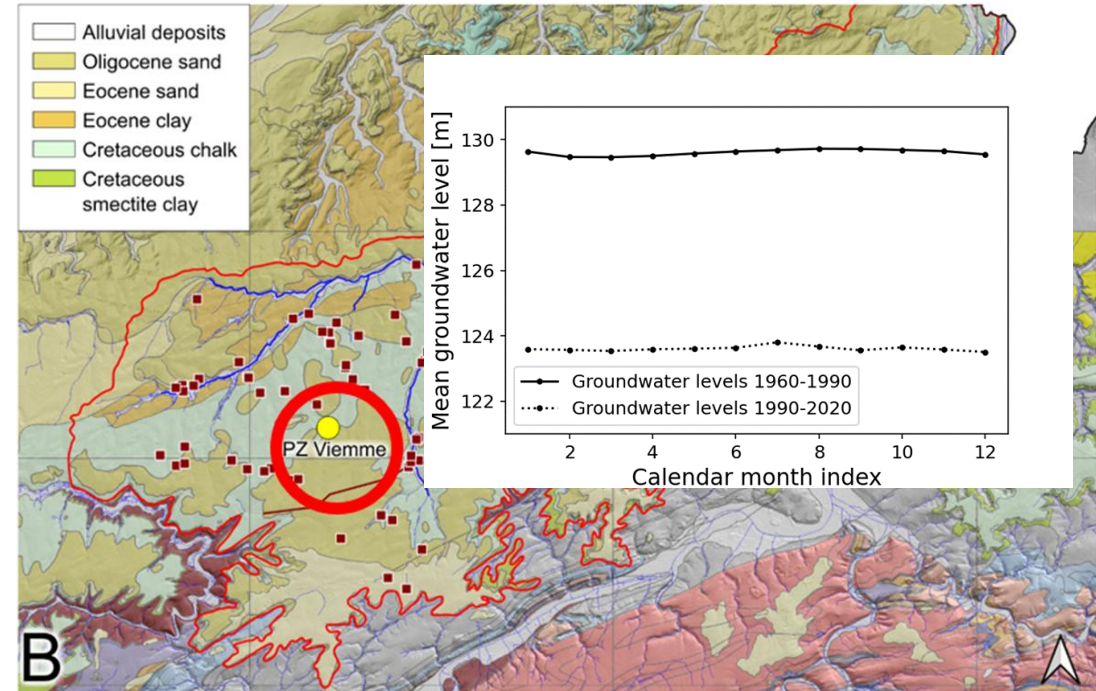 Alluvial deposits
Oligocene sand
Eocene sand
Eocene clay
Cretaceous chalk
Cretaceous
smectite clay
Mean groundwater level [m]
130
128
126
124
122
Groundwater levels 1960-1990
Groundwater levels 1990-2020
2 4 6 8 10 12
Calendar month index
PZ Viemme
B